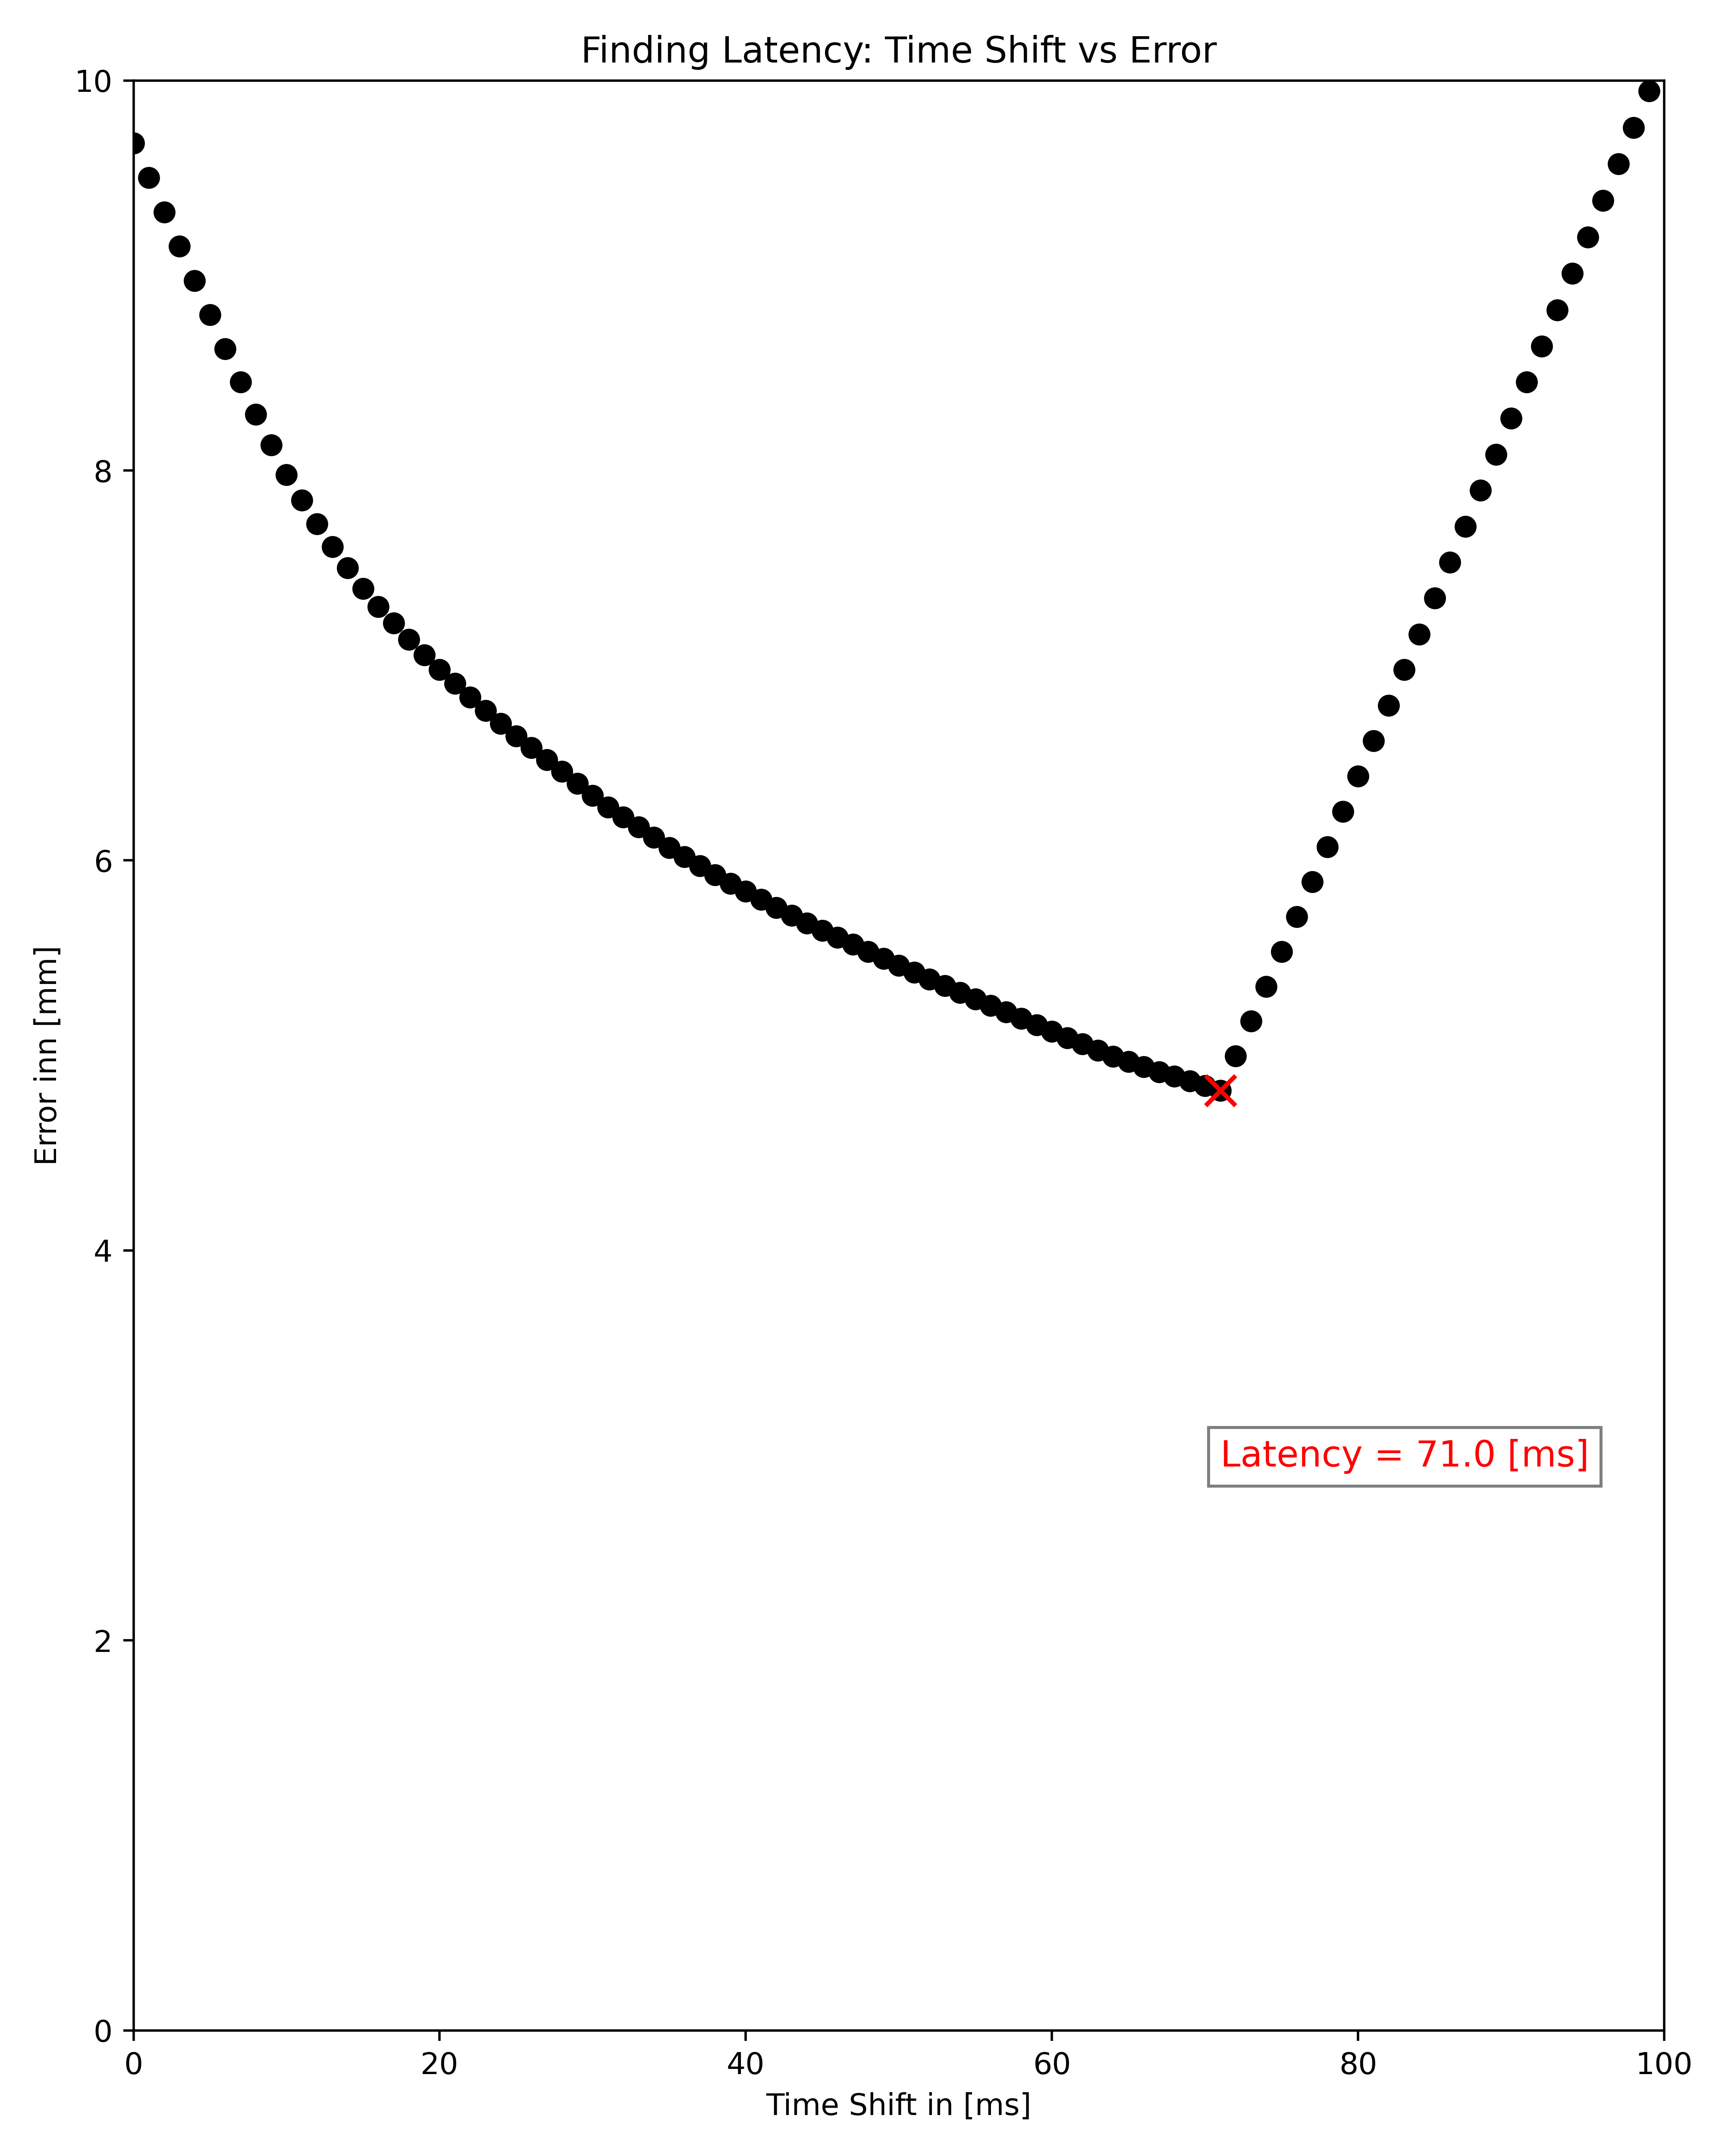 Finding Latency: Time Shift vs Error
10
8
6
4
2
0
Error inn [mm]
Latency = 71.0 [ms]
0 20 40 60 80 100
Time Shift in [ms]